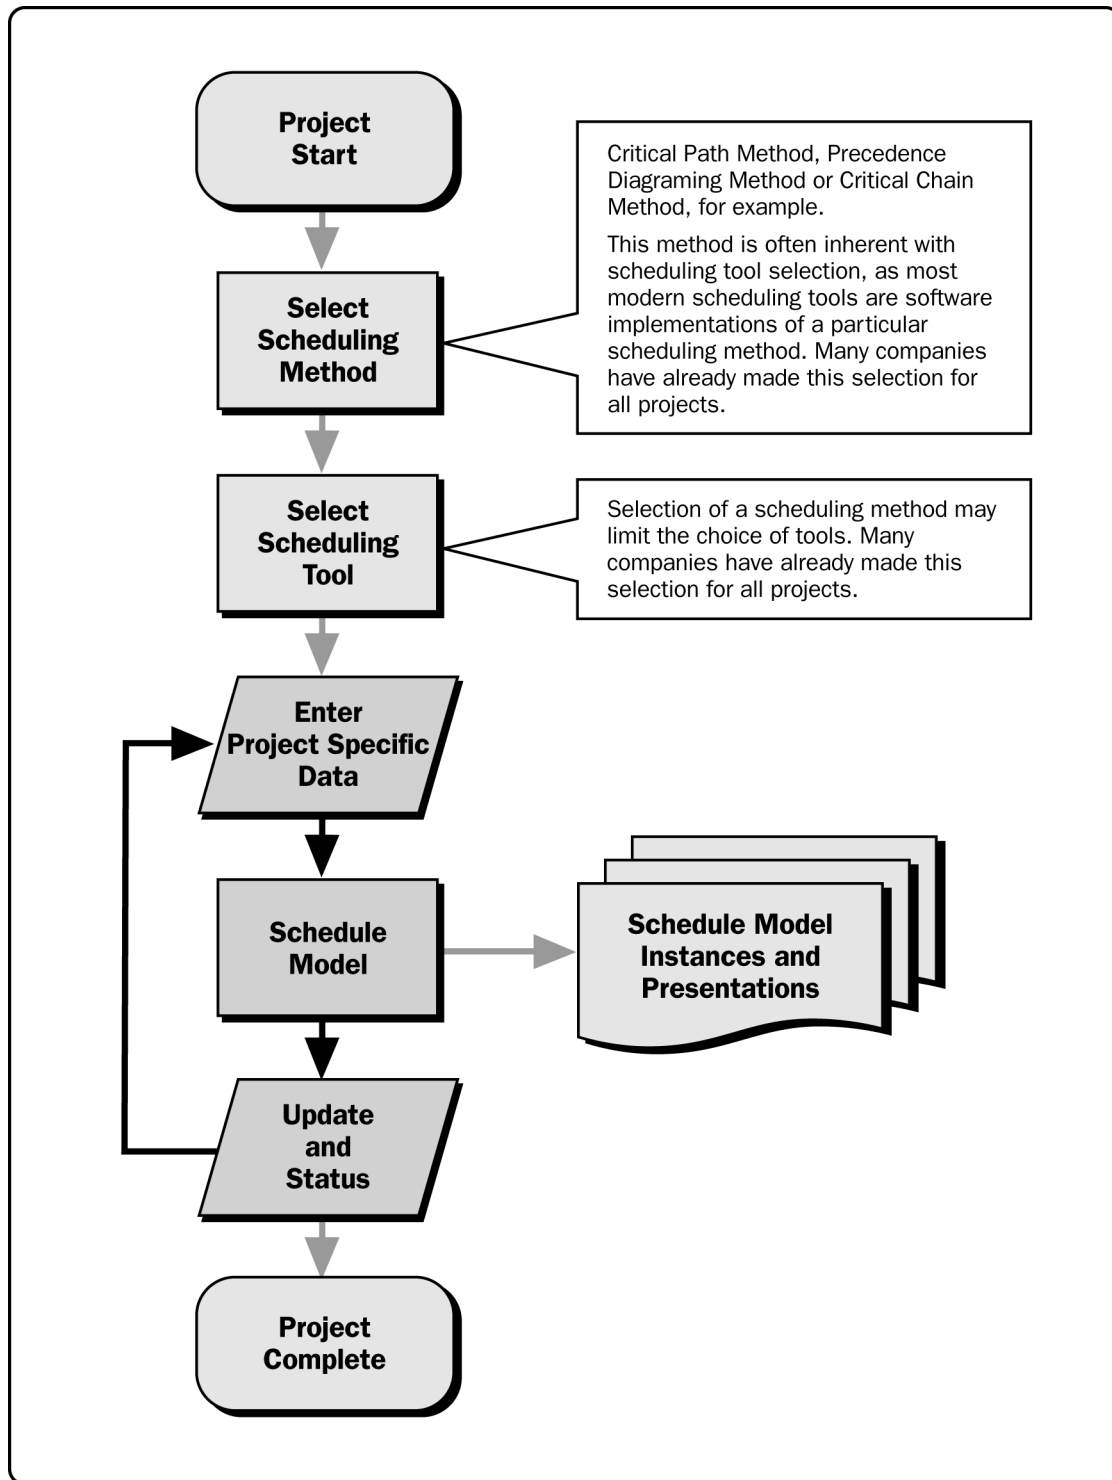 Project
Start
Critical Path Method, Precedence
Diagraming Method or Critical Chain
Method, for example.
This method is often inherent with
scheduling tool selection, as most
modern scheduling tools are software
implementations of a particular
scheduling method. Many companies
have already made this selection for
all projects.
Select
Scheduling
Method
Select
Scheduling
Tool
Selection of a scheduling method may
limit the choice of tools. Many
companies have already made this
selection for all projects.
Enter
Project Specific
Data
Schedule
Model
Schedule Model
Instances and
Presentations
Update
and
Status
Project
Complete